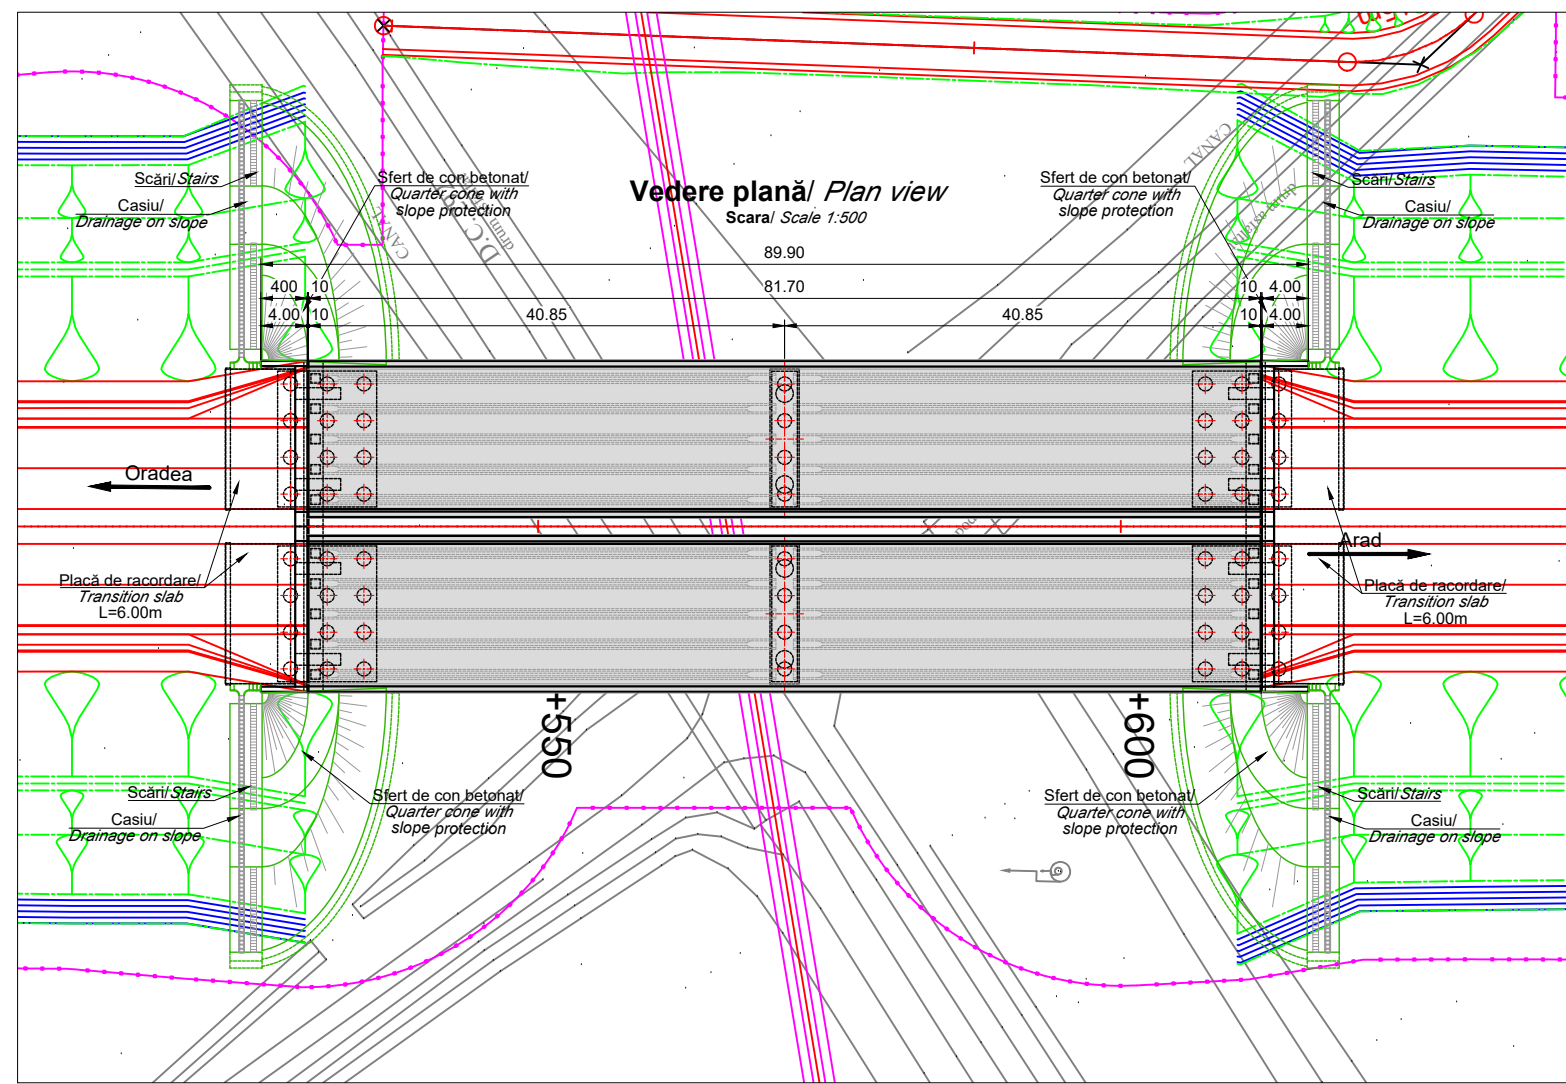 Vedere plană/ Plan view
Scara/ Scale 1:500
Scări/Stairs
Casiu/
Drainage on slope
Sfert de con betonat/
Quarter cone with
slope protection
CANAL
D.C.
drum
Sfert de con betonat/
Quarter cone with
slope protection
CANAL
Scări/Stairs
Casiu/
Drainage on slope
89.90
400 10 81.70 10 4.00
4.00 10 40.85 40.85 10 4.00
Oradea
Arad
Placă de racordare/
Transition slab
L=6.00m
Placă de racordare/
Transition slab
L=6.00m
+550
+600
Scări/Stairs
Casiu/
Drainage on slope
Sfert de con betonat/
Quarter cone with
slope protection
Sfert de con betonat/
Quarter cone with
slope protection
Scări/Stairs
Casiu/
Drainage on slope